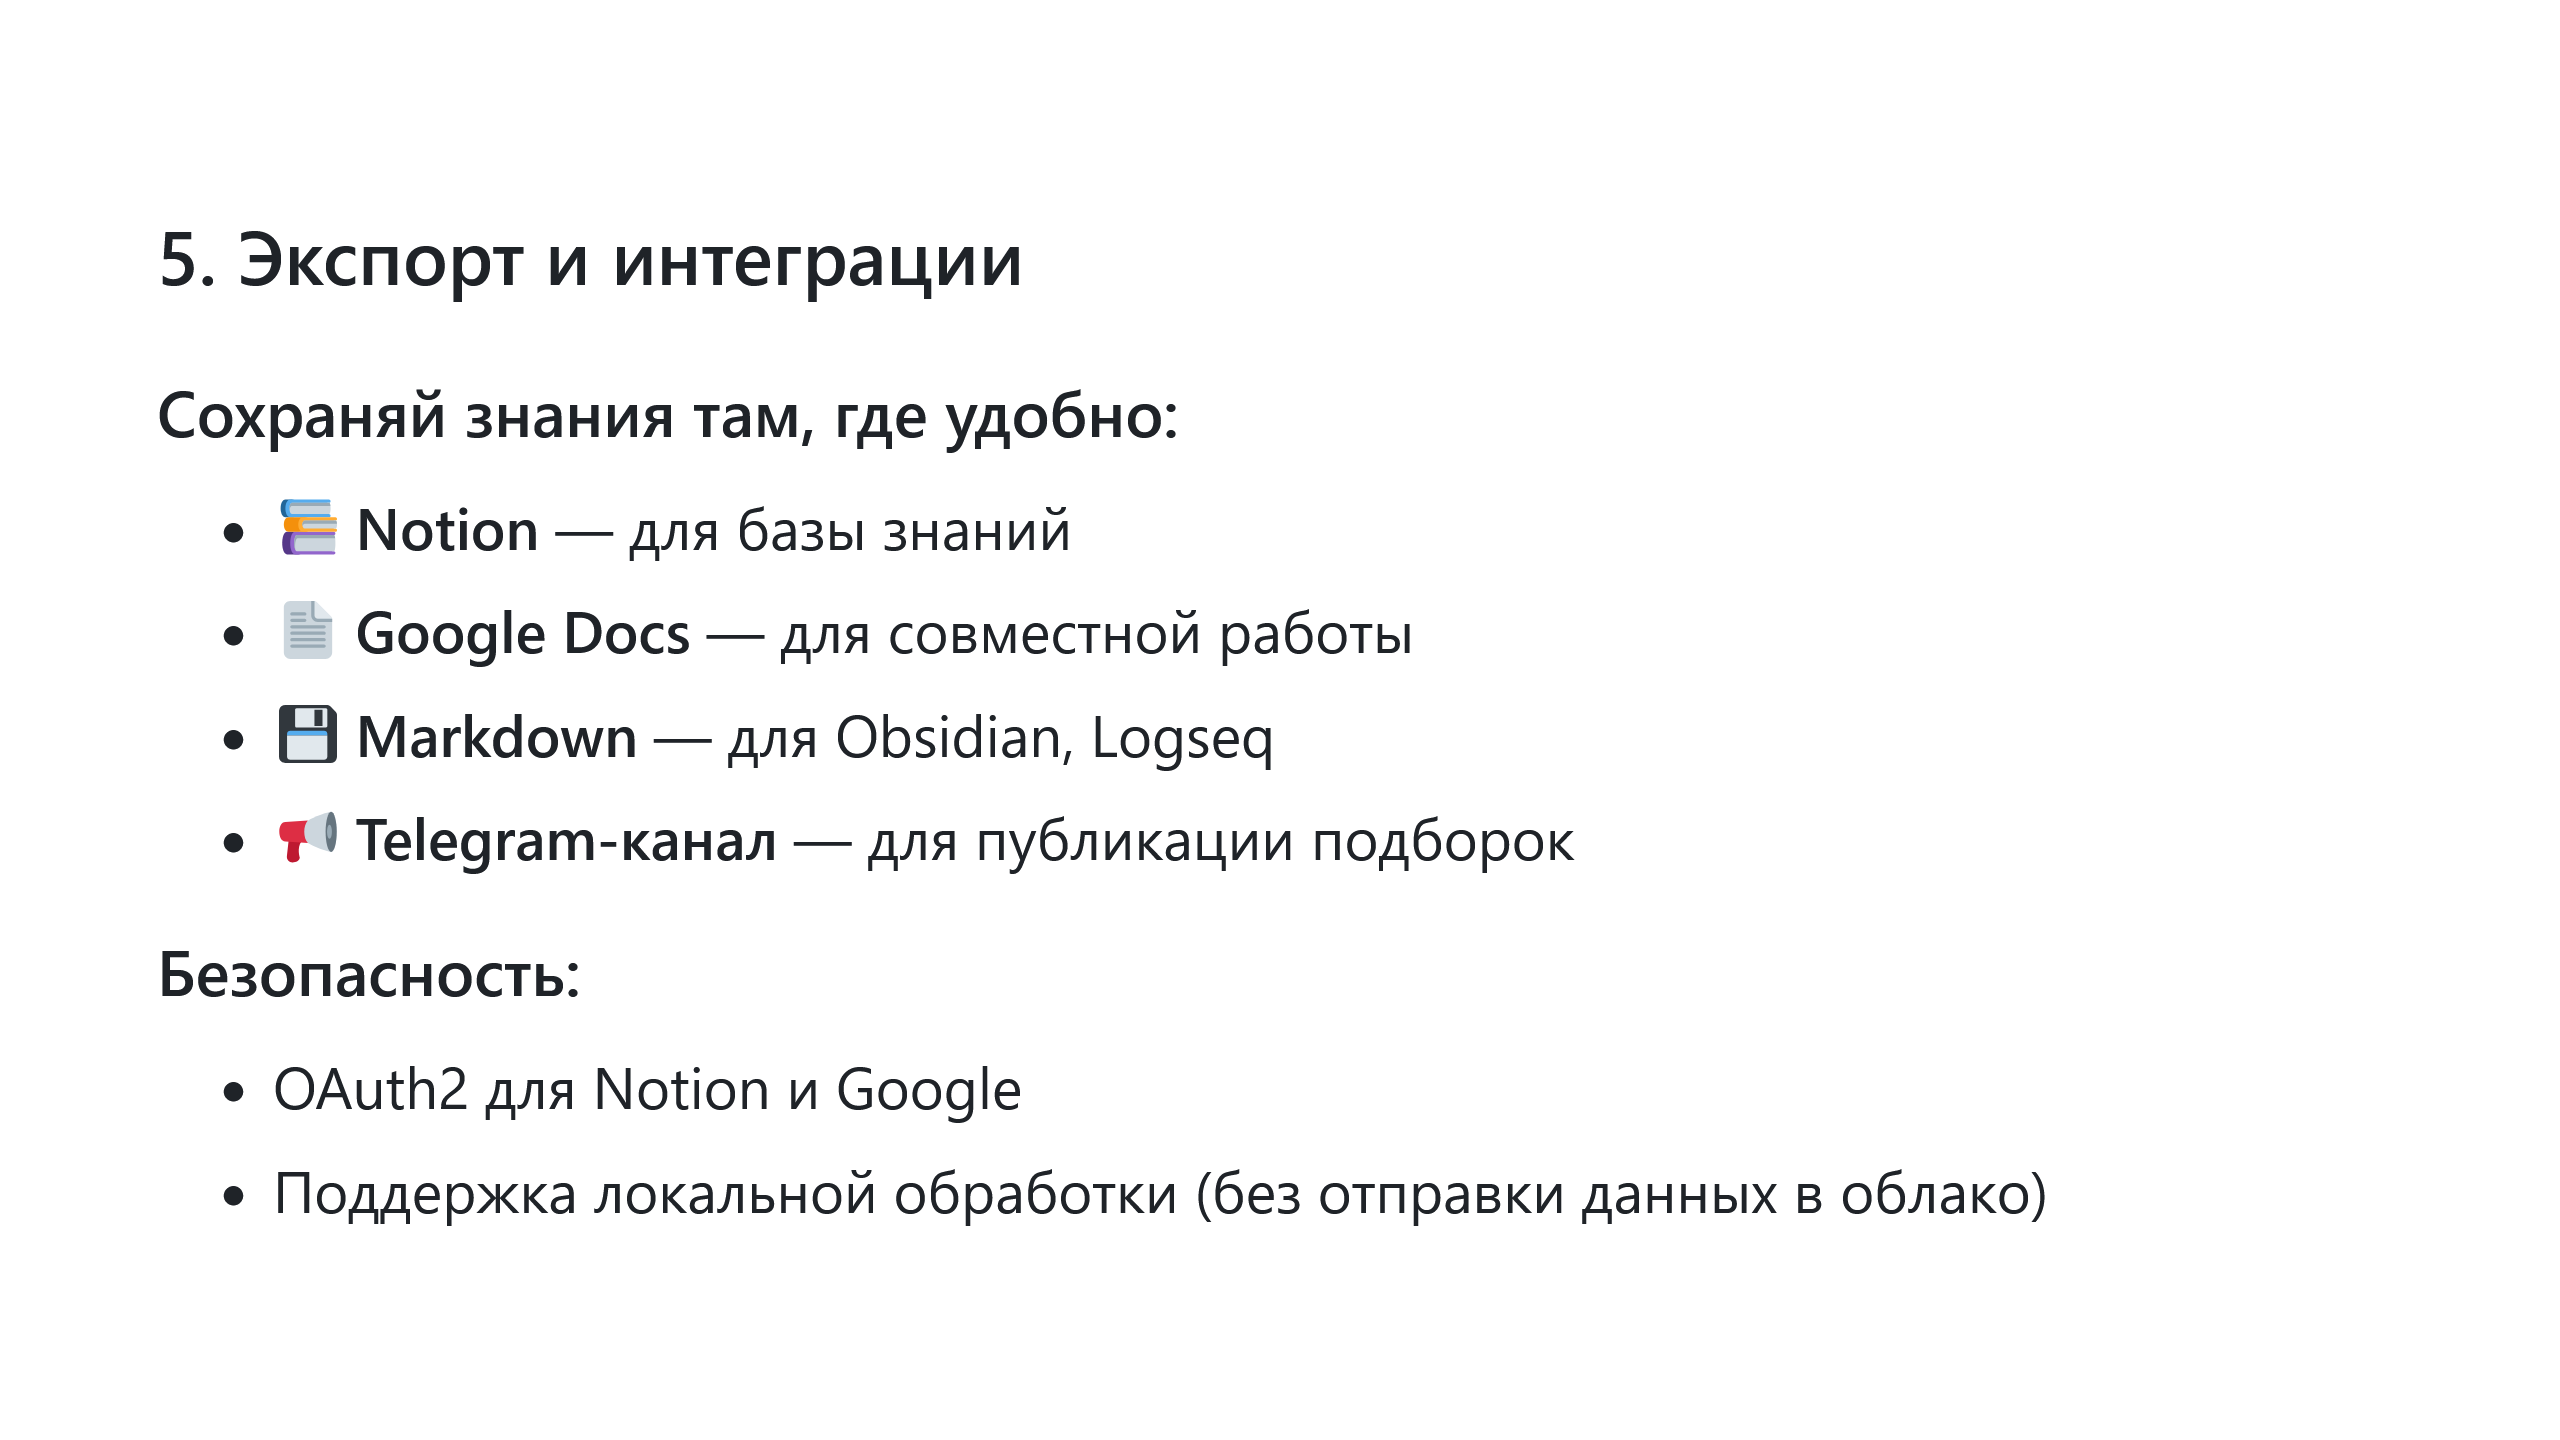 5. Экспорт и интеграции
Сохраняй знания там, где удобно:
• 📚 Notion — для базы знаний
• 📄 Google Docs — для совместной работы
• 💾 Markdown — для Obsidian, Logseq
• 📢 Telegram-канал — для публикации подборок
Безопасность:
• OAuth2 для Notion и Google
• Поддержка локальной обработки (без отправки данных в облако)